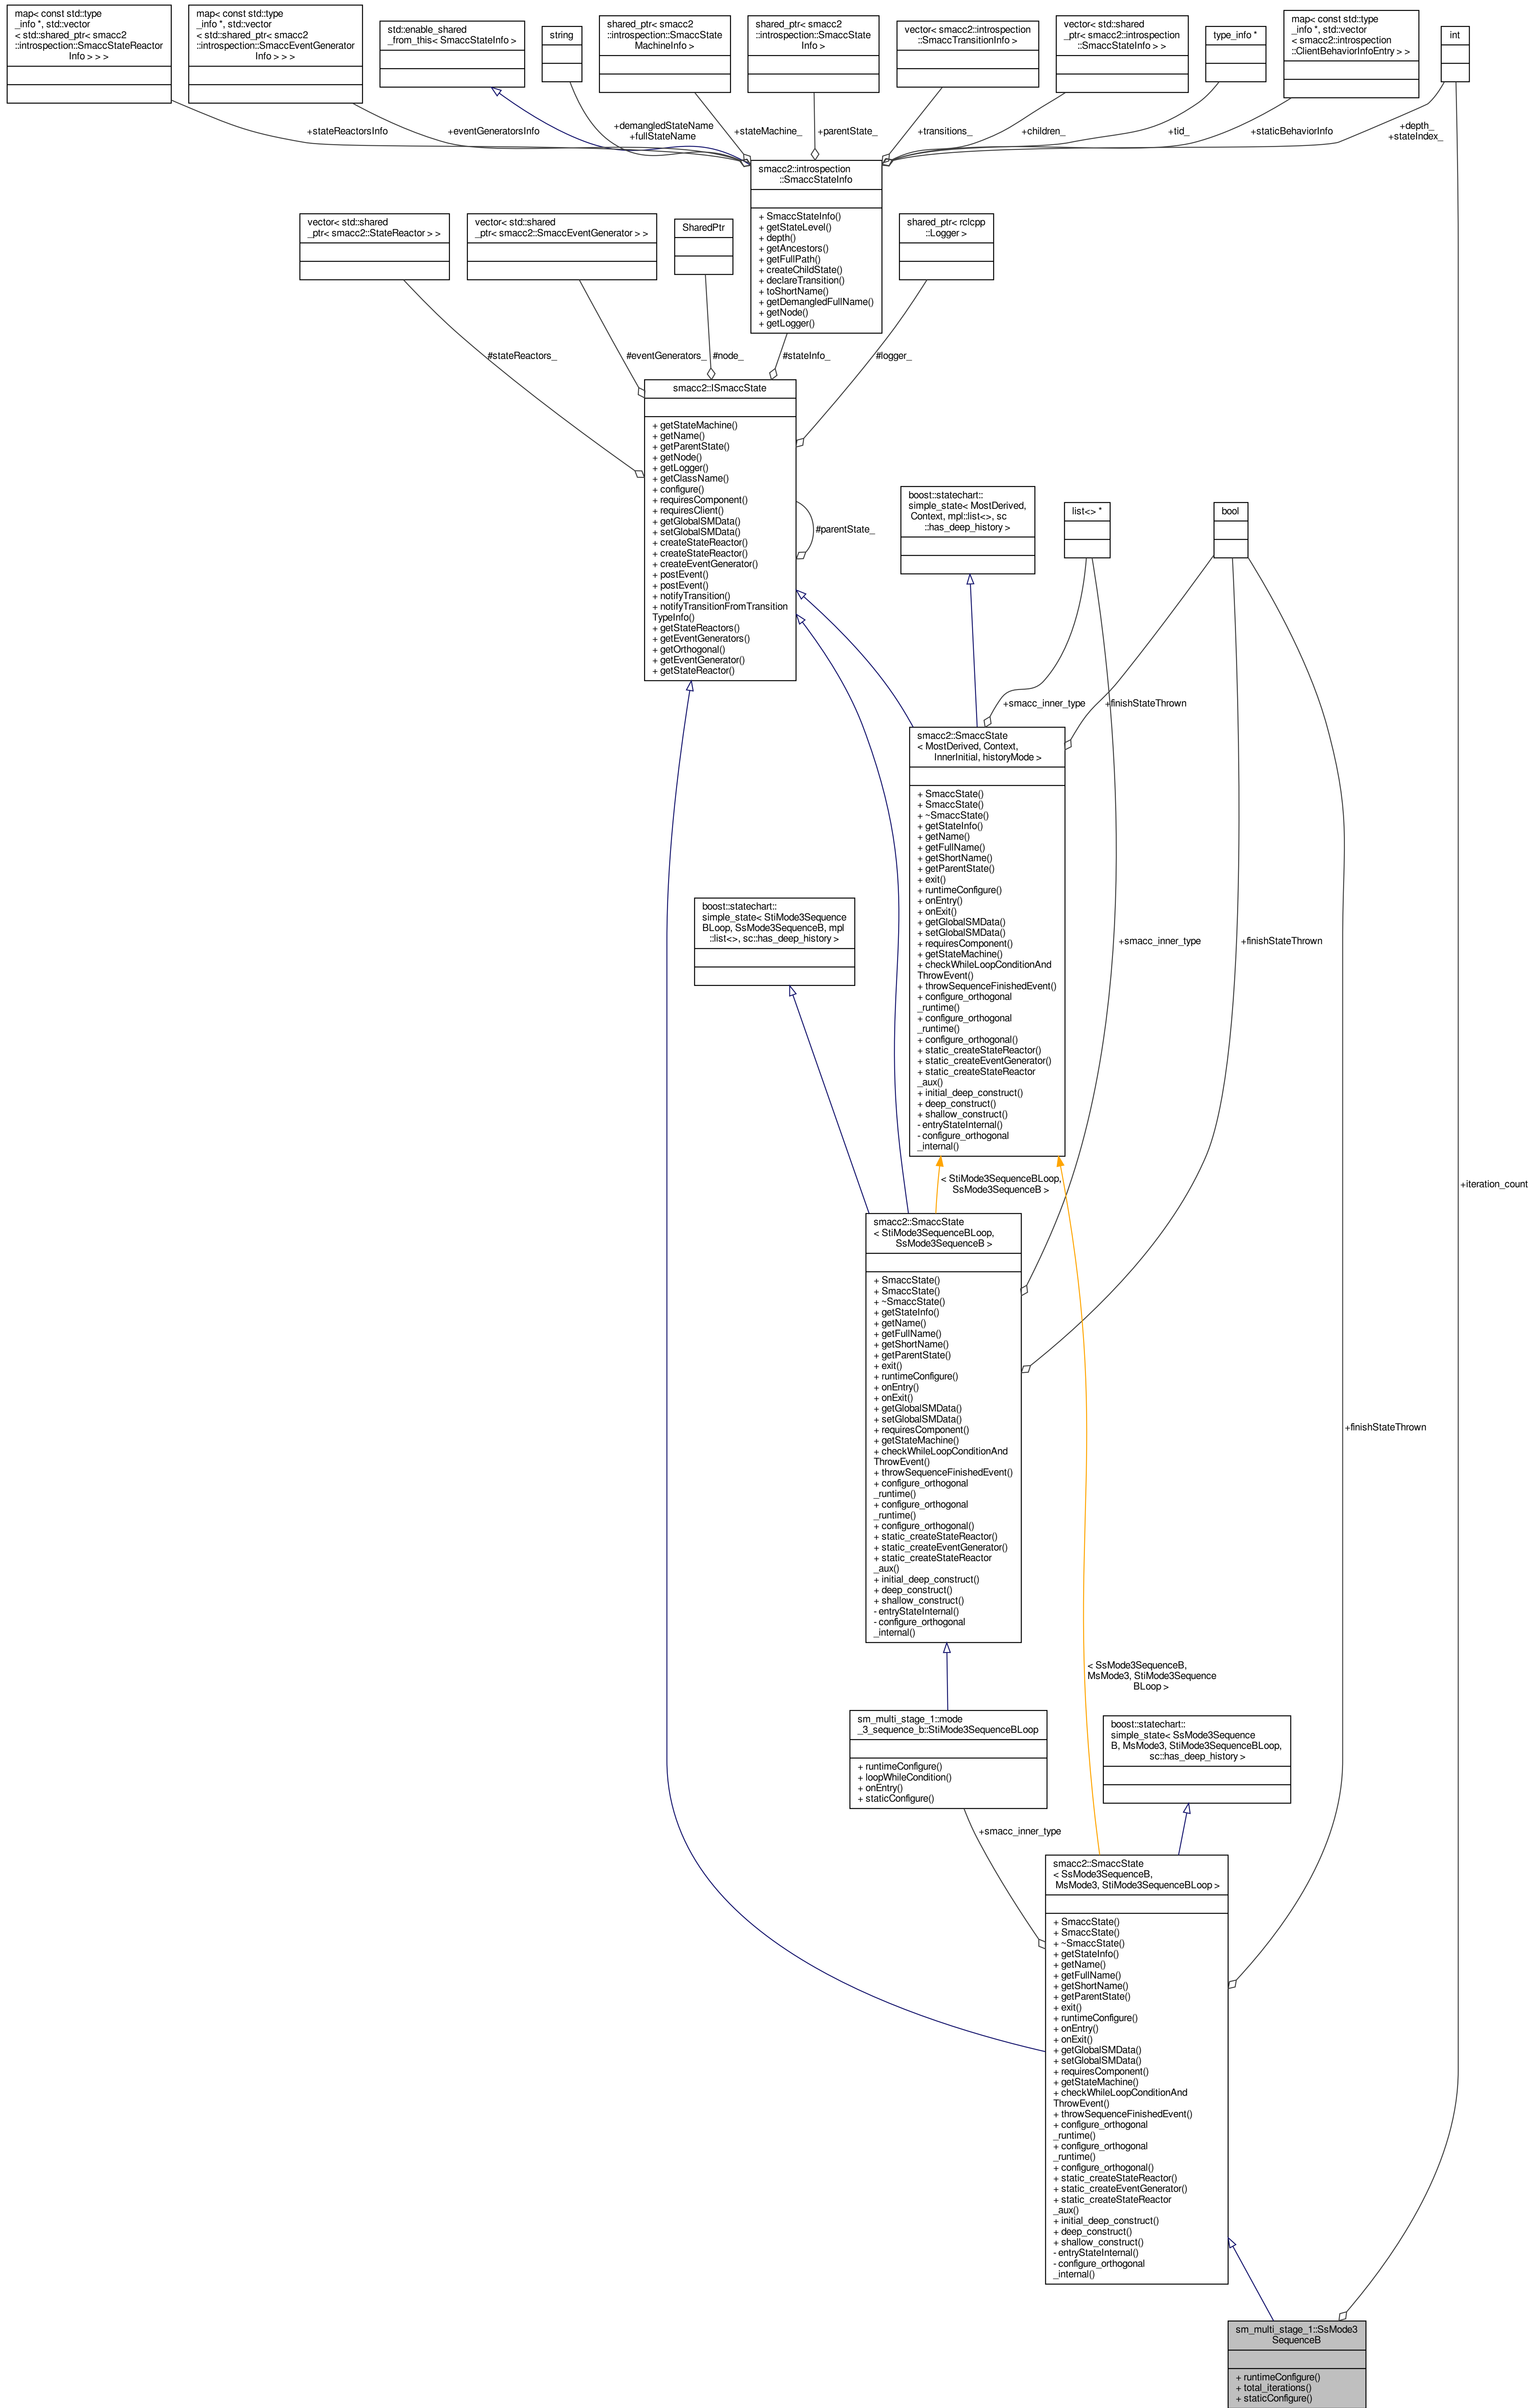 map< const std::type
_info *, std::vector
< std::shared_ptr< smacc2
::introspection::SmaccStateReactor
Info > > >
map< const std::type
_info *, std::vector
< std::shared_ptr< smacc2
::introspection::SmaccEventGenerator
Info > > >
std::enable_shared
_from_this< SmaccStateInfo >
string
shared_ptr< smacc2
::introspection::SmaccState
MachineInfo >
shared_ptr< smacc2
::introspection::SmaccState
Info >
vector< smacc2::introspection
::SmaccTransitionInfo >
vector< std::shared
_ptr< smacc2::introspection
::SmaccStateInfo > >
type_info *
map< const std::type
_info *, std::vector
< smacc2::introspection
::ClientBehaviorInfoEntry > >
int
+stateReactorsInfo
+eventGeneratorsInfo
+demangledStateName
+fullStateName
+stateMachine_
+parentState_
+transitions_
+children_
+tid_
+staticBehaviorInfo
+depth_
+stateIndex_
smacc2::introspection
::SmaccStateInfo
+ SmaccStateInfo()
+ getStateLevel()
+ depth()
+ getAncestors()
+ getFullPath()
+ createChildState()
+ declareTransition()
+ toShortName()
+ getDemangledFullName()
+ getNode()
+ getLogger()
vector< std::shared
_ptr< smacc2::StateReactor > >
vector< std::shared
_ptr< smacc2::SmaccEventGenerator > >
SharedPtr
shared_ptr< rclcpp
::Logger >
#stateReactors_
#eventGenerators_
#node_
#stateInfo_
#logger_
smacc2::ISmaccState
+ getStateMachine()
+ getName()
+ getParentState()
+ getNode()
+ getLogger()
+ getClassName()
+ configure()
+ requiresComponent()
+ requiresClient()
+ getGlobalSMData()
+ setGlobalSMData()
+ createStateReactor()
+ createStateReactor()
+ createEventGenerator()
+ postEvent()
+ postEvent()
+ notifyTransition()
+ notifyTransitionFromTransition
TypeInfo()
+ getStateReactors()
+ getEventGenerators()
+ getOrthogonal()
+ getEventGenerator()
+ getStateReactor()
#parentState_
boost::statechart::
simple_state< MostDerived,
Context, mpl::list<>, sc
::has_deep_history >
list<> *
bool
+smacc_inner_type
+finishStateThrown
smacc2::SmaccState
< MostDerived, Context,
InnerInitial, historyMode >
+ SmaccState()
+ SmaccState()
+ ~SmaccState()
+ getStateInfo()
+ getName()
+ getFullName()
+ getShortName()
+ getParentState()
+ exit()
+ runtimeConfigure()
+ onEntry()
+ onExit()
+ getGlobalSMData()
+ setGlobalSMData()
+ requiresComponent()
+ getStateMachine()
+ checkWhileLoopConditionAnd
ThrowEvent()
+ throwSequenceFinishedEvent()
+ configure_orthogonal
_runtime()
+ configure_orthogonal
_runtime()
+ configure_orthogonal()
+ static_createStateReactor()
+ static_createEventGenerator()
+ static_createStateReactor
_aux()
+ initial_deep_construct()
+ deep_construct()
+ shallow_construct()
- entryStateInternal()
- configure_orthogonal
_internal()
boost::statechart::
simple_state< StiMode3Sequence
BLoop, SsMode3SequenceB, mpl
::list<>, sc::has_deep_history >
+smacc_inner_type
+finishStateThrown
< StiMode3SequenceBLoop,
SsMode3SequenceB >
+iteration_count
smacc2::SmaccState
< StiMode3SequenceBLoop,
SsMode3SequenceB >
+ SmaccState()
+ SmaccState()
+ ~SmaccState()
+ getStateInfo()
+ getName()
+ getFullName()
+ getShortName()
+ getParentState()
+ exit()
+ runtimeConfigure()
+ onEntry()
+ onExit()
+ getGlobalSMData()
+ setGlobalSMData()
+ requiresComponent()
+ getStateMachine()
+ checkWhileLoopConditionAnd
ThrowEvent()
+ throwSequenceFinishedEvent()
+ configure_orthogonal
_runtime()
+ configure_orthogonal
_runtime()
+ configure_orthogonal()
+ static_createStateReactor()
+ static_createEventGenerator()
+ static_createStateReactor
_aux()
+ initial_deep_construct()
+ deep_construct()
+ shallow_construct()
- entryStateInternal()
- configure_orthogonal
_internal()
+finishStateThrown
< SsMode3SequenceB,
MsMode3, StiMode3Sequence
BLoop >
sm_multi_stage_1::mode
_3_sequence_b::StiMode3SequenceBLoop
+ runtimeConfigure()
+ loopWhileCondition()
+ onEntry()
+ staticConfigure()
boost::statechart::
simple_state< SsMode3Sequence
B, MsMode3, StiMode3SequenceBLoop,
sc::has_deep_history >
+smacc_inner_type
smacc2::SmaccState
< SsMode3SequenceB,
MsMode3, StiMode3SequenceBLoop >
+ SmaccState()
+ SmaccState()
+ ~SmaccState()
+ getStateInfo()
+ getName()
+ getFullName()
+ getShortName()
+ getParentState()
+ exit()
+ runtimeConfigure()
+ onEntry()
+ onExit()
+ getGlobalSMData()
+ setGlobalSMData()
+ requiresComponent()
+ getStateMachine()
+ checkWhileLoopConditionAnd
ThrowEvent()
+ throwSequenceFinishedEvent()
+ configure_orthogonal
_runtime()
+ configure_orthogonal
_runtime()
+ configure_orthogonal()
+ static_createStateReactor()
+ static_createEventGenerator()
+ static_createStateReactor
_aux()
+ initial_deep_construct()
+ deep_construct()
+ shallow_construct()
- entryStateInternal()
- configure_orthogonal
_internal()
sm_multi_stage_1::SsMode3
SequenceB
+ runtimeConfigure()
+ total_iterations()
+ staticConfigure()